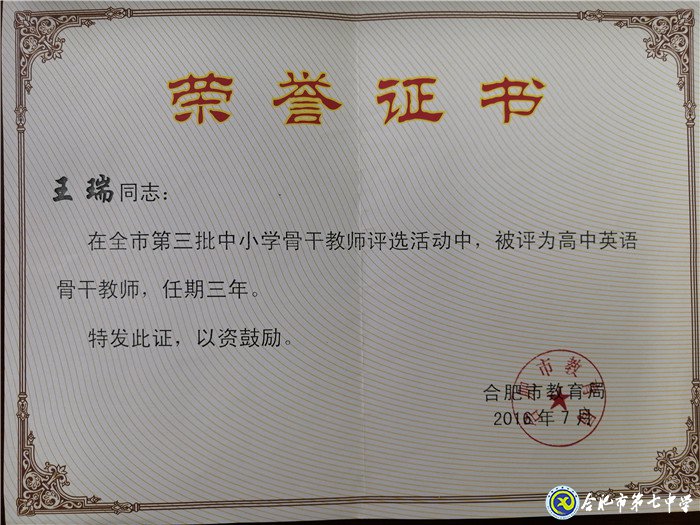 荣誉证书
王瑞同志：
在全市第三批中小学骨干教师评选活动中，被评为高中英语
骨干教师，任期三年。
特发此证，以资鼓励。
合肥市教育局
2016年7月
合肥市第七中学